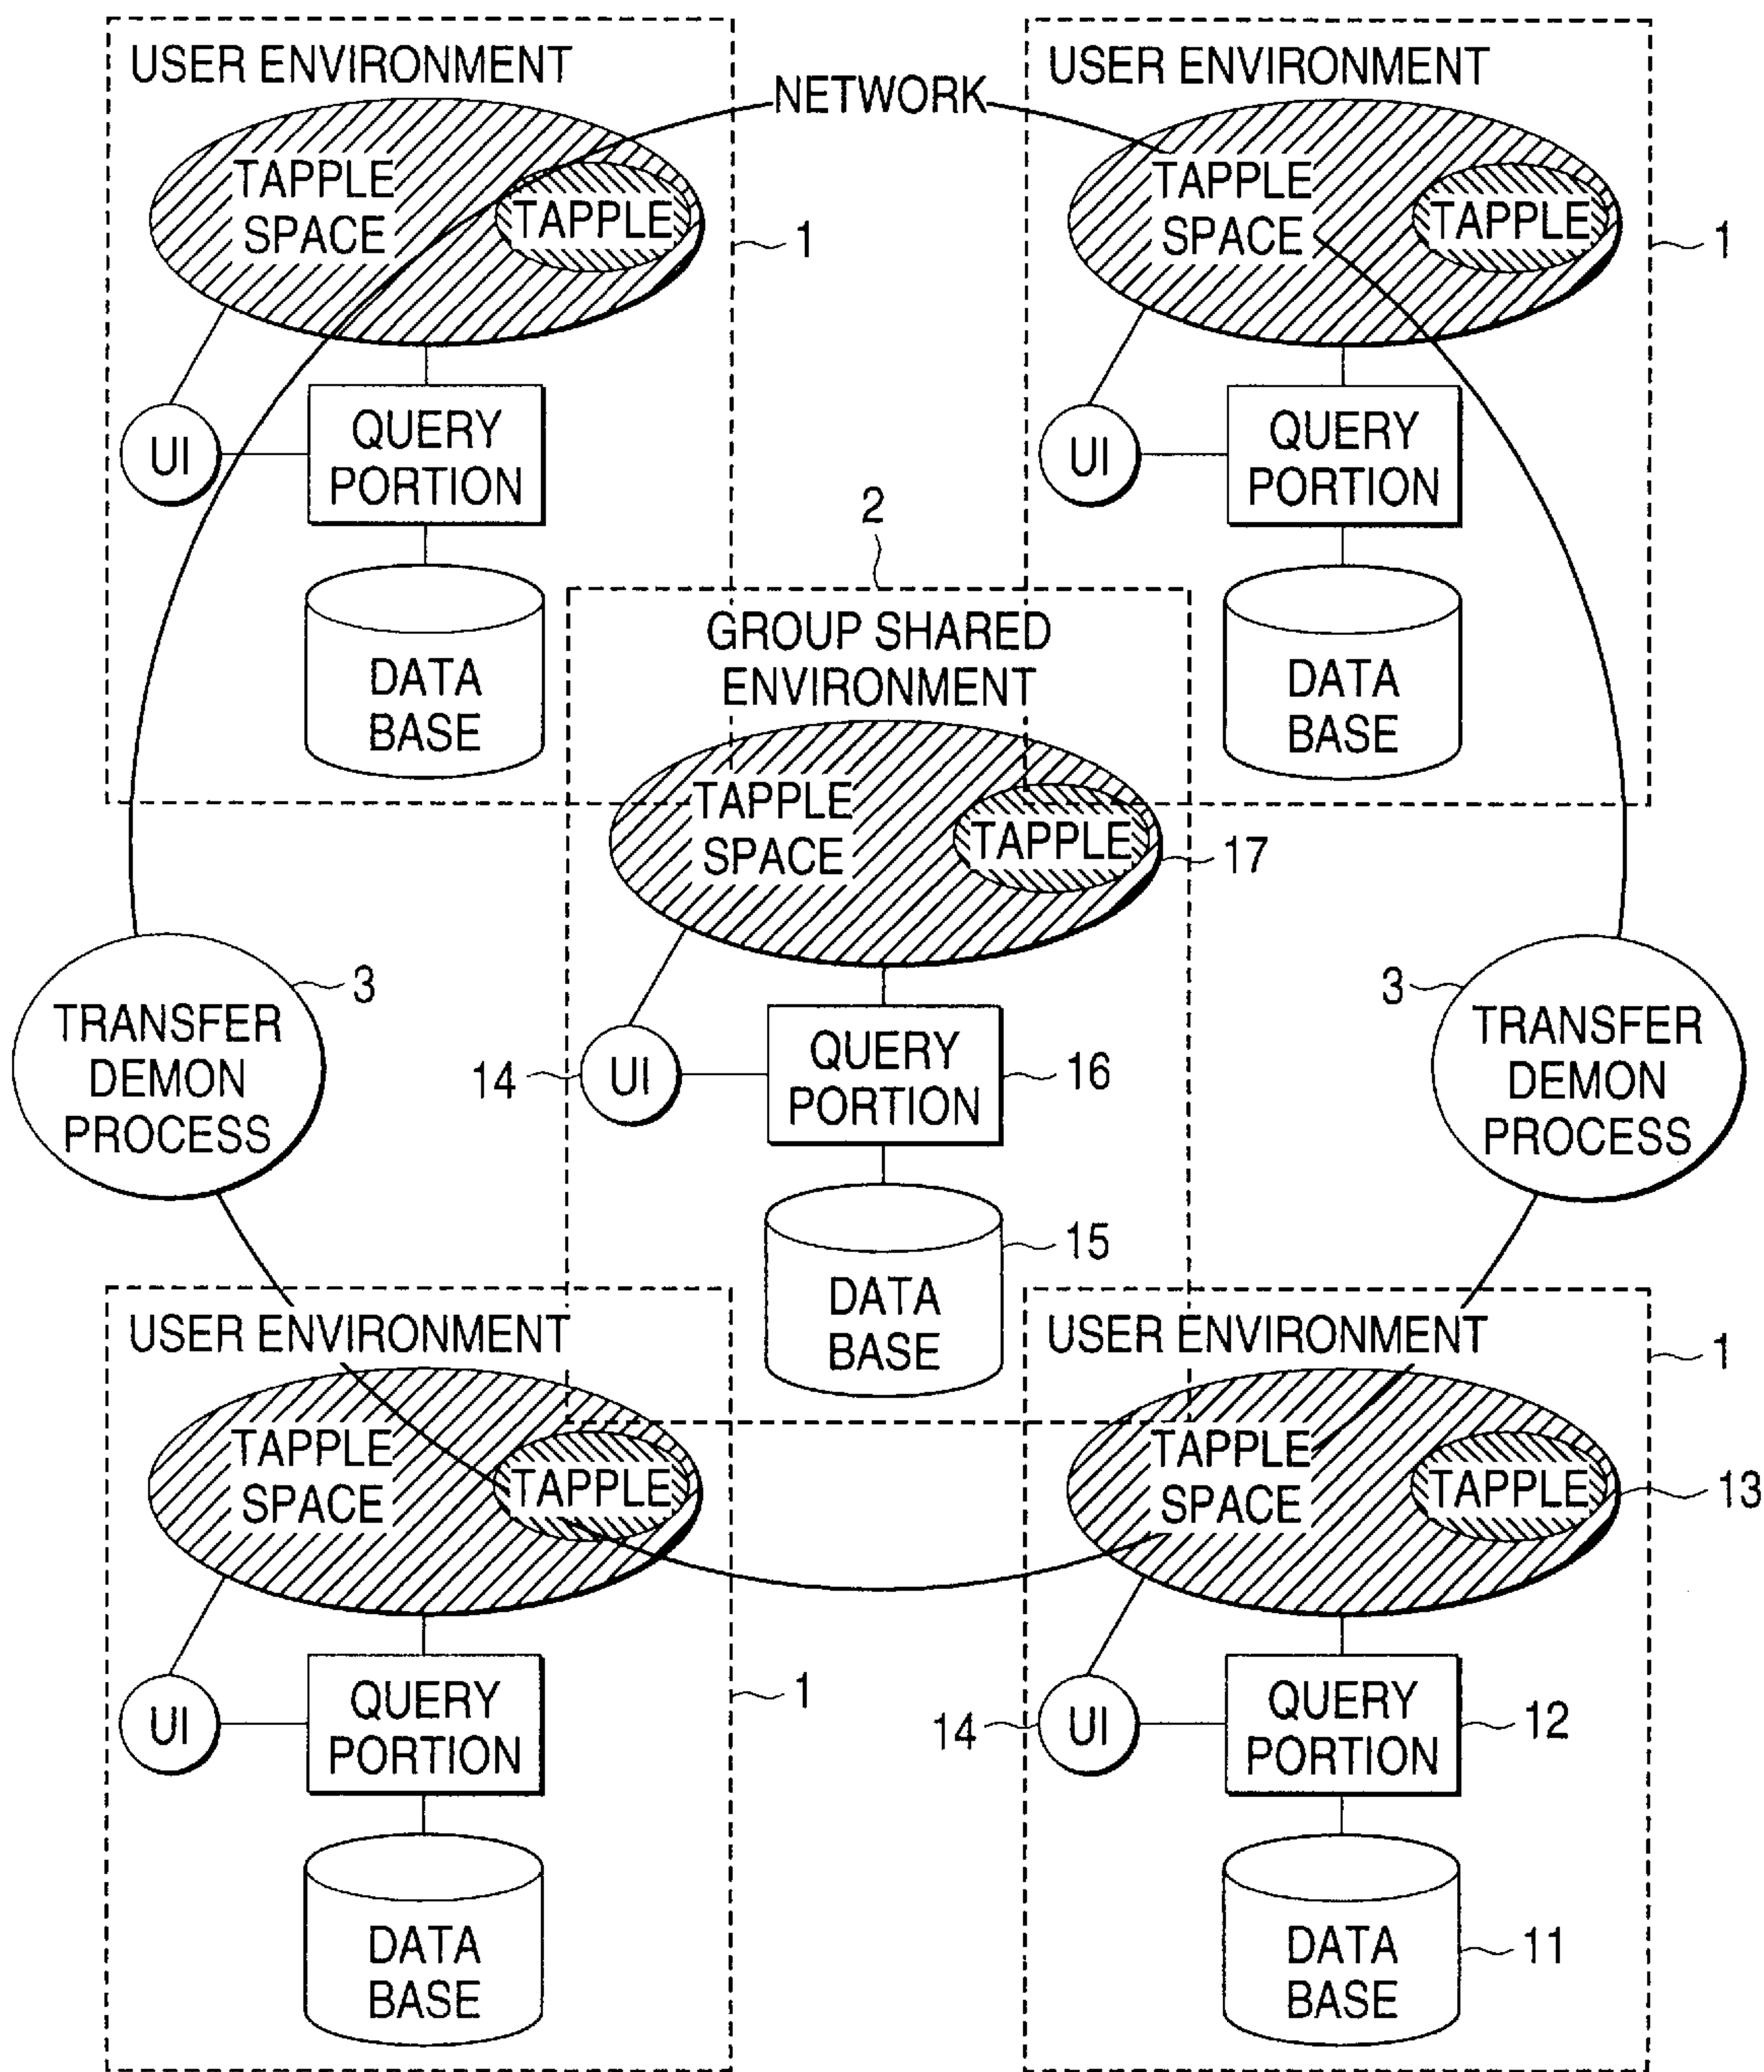 USER ENVIRONMENT
TAPPLE
SPACE
TAPPLE
1
UI
QUERY
PORTION
DATA
BASE
NETWORK
USER ENVIRONMENT
TAPPLE
SPACE
TAPPLE
1
UI
QUERY
PORTION
DATA
BASE
2
GROUP SHARED
ENVIRONMENT
TAPPLE
SPACE
TAPPLE
17
14
UI
QUERY
PORTION
16
15
DATA
BASE
3
TRANSFER
DEMON
PROCESS
3
TRANSFER
DEMON
PROCESS
USER ENVIRONMENT
TAPPLE
SPACE
TAPPLE
UI
QUERY
PORTION
1
DATA
BASE
USER ENVIRONMENT
1
TAPPLE
SPACE
TAPPLE
13
14
UI
QUERY
PORTION
12
DATA
BASE
11